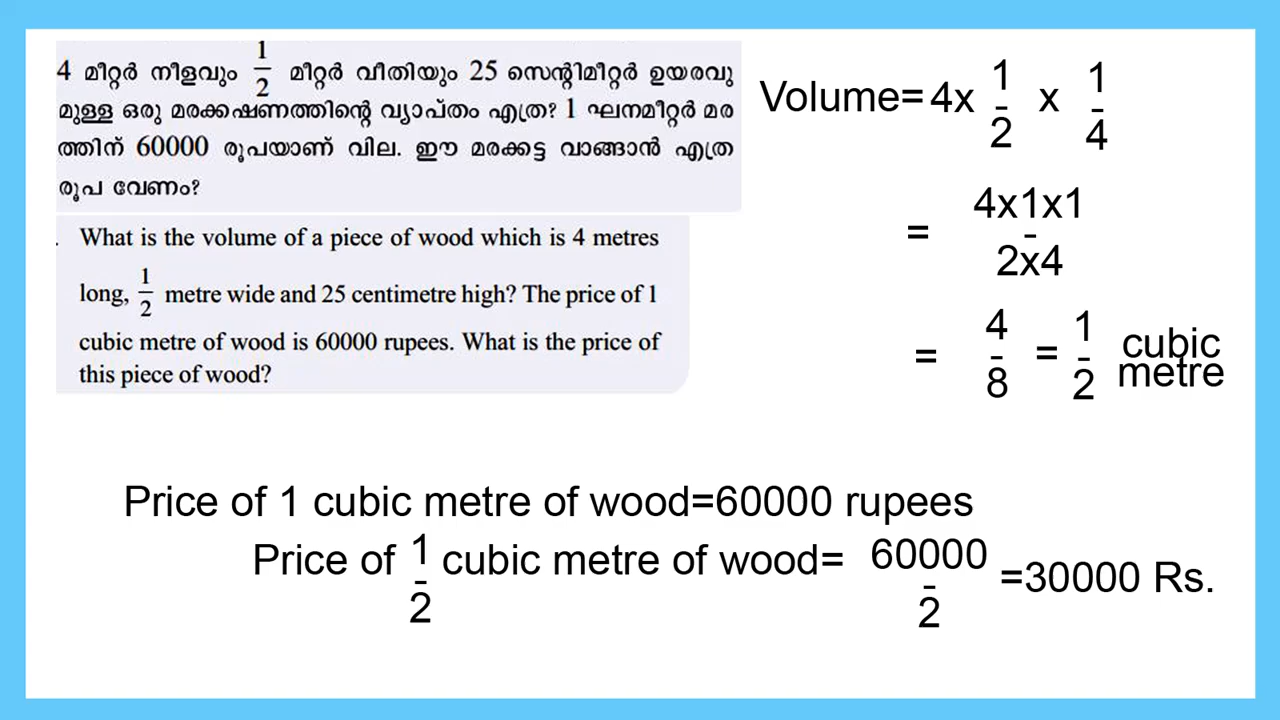 4 മീറ്റർ നീളവും 1/2 മീറ്റർ വീതിയും 25 സെന്റിമീറ്റർ ഉയരവു
മുള്ള ഒരു മരക്കഷണത്തിന്റെ വ്യാപ്തം എത്ര? 1 ഘനമീറ്റർ മര
ത്തിന് 60000 രൂപയാണ് വില. ഈ മരക്കട്ട വാങ്ങാൻ എത്ര
രൂപ വേണം?
. What is the volume of a piece of wood which is 4 metres
long, 1/2 metre wide and 25 centimetre high? The price of 1
cubic metre of wood is 60000 rupees. What is the price of
this piece of wood?
Volume= 4x 1/2 x 1/4
= 4x1x1/2x4
= 4/8 = 1/2 cubic
metre
Price of 1 cubic metre of wood=60000 rupees
Price of 1/2 cubic metre of wood= 60000/2 =30000 Rs.